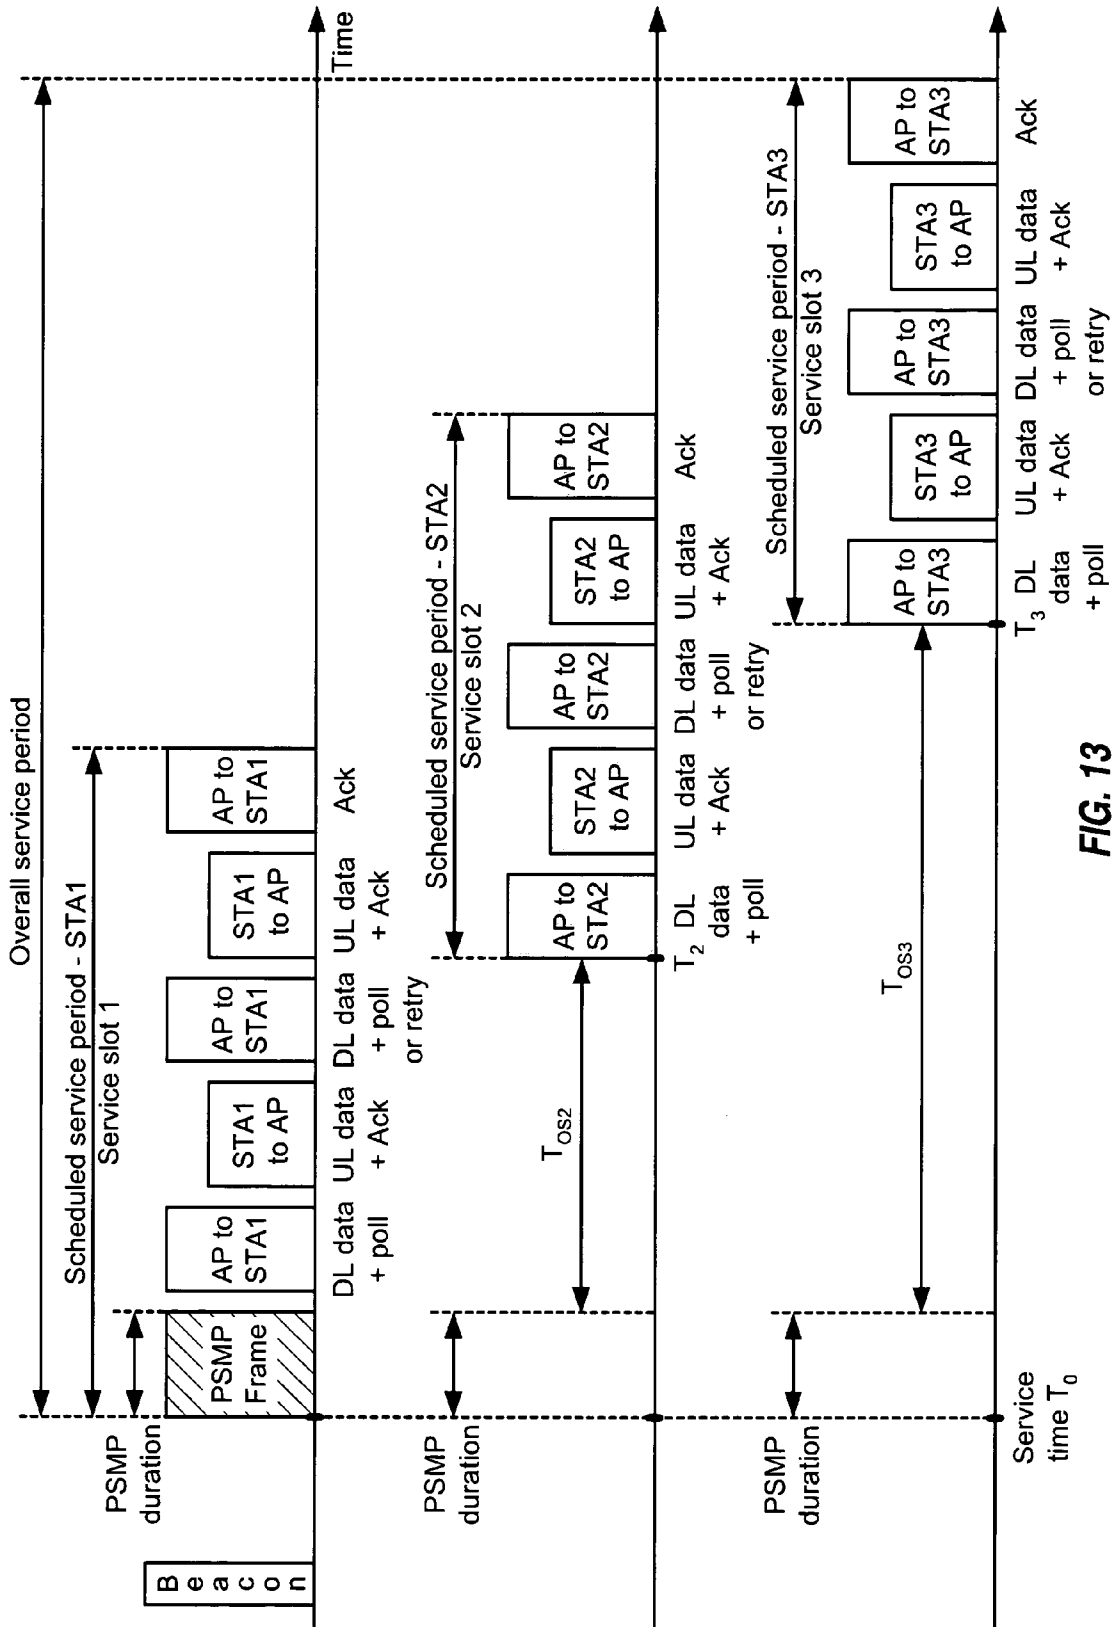 Overall service period
Scheduled service period - STA1
Service slot 1
PSMP
duration
B e a c o n
PSMP
Frame
AP to
STA1
STA1
to AP
AP to
STA1
STA1
to AP
AP to
STA1
Time
DL data
+ poll
UL data
+ Ack
DL data
+ poll
or retry
UL data
+ Ack
Ack
Scheduled service period - STA2
Service slot 2
PSMP
duration
TOS2
AP to
STA2
STA2
to AP
AP to
STA2
STA2
to AP
AP to
STA2
T2
DL
data
+ poll
UL data
+ Ack
DL data
+ poll
or retry
UL data
+ Ack
Ack
Scheduled service period - STA3
Service slot 3
PSMP
duration
TOS3
AP to
STA3
STA3
to AP
AP to
STA3
STA3
to AP
AP to
STA3
Service
time T0
T3
DL
data
+ poll
UL data
+ Ack
DL data
+ poll
or retry
UL data
+ Ack
Ack
FIG. 13